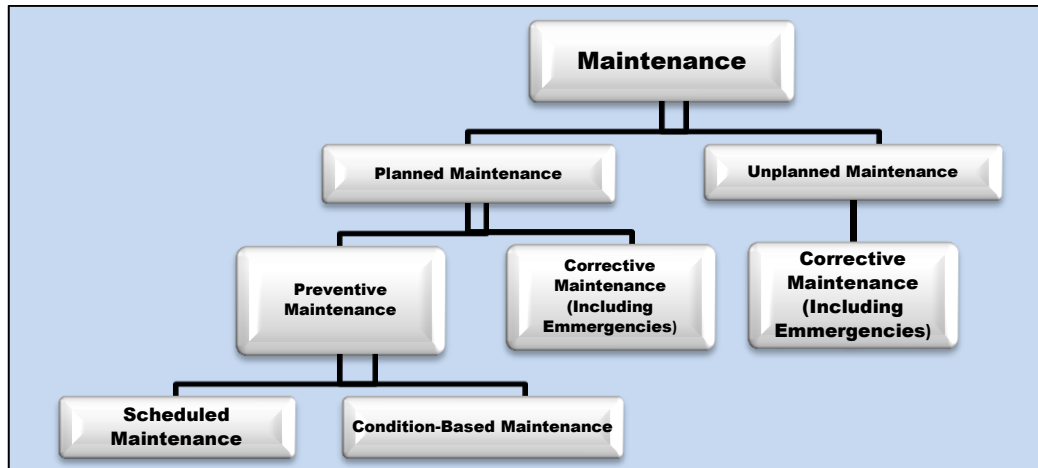 Maintenance
Planned Maintenance
Unplanned Maintenance
Preventive
Maintenance
Corrective
Maintenance
(Including
Emmergencies)
Corrective
Maintenance
(Including
Emmergencies)
Scheduled
Maintenance
Condition-Based Maintenance